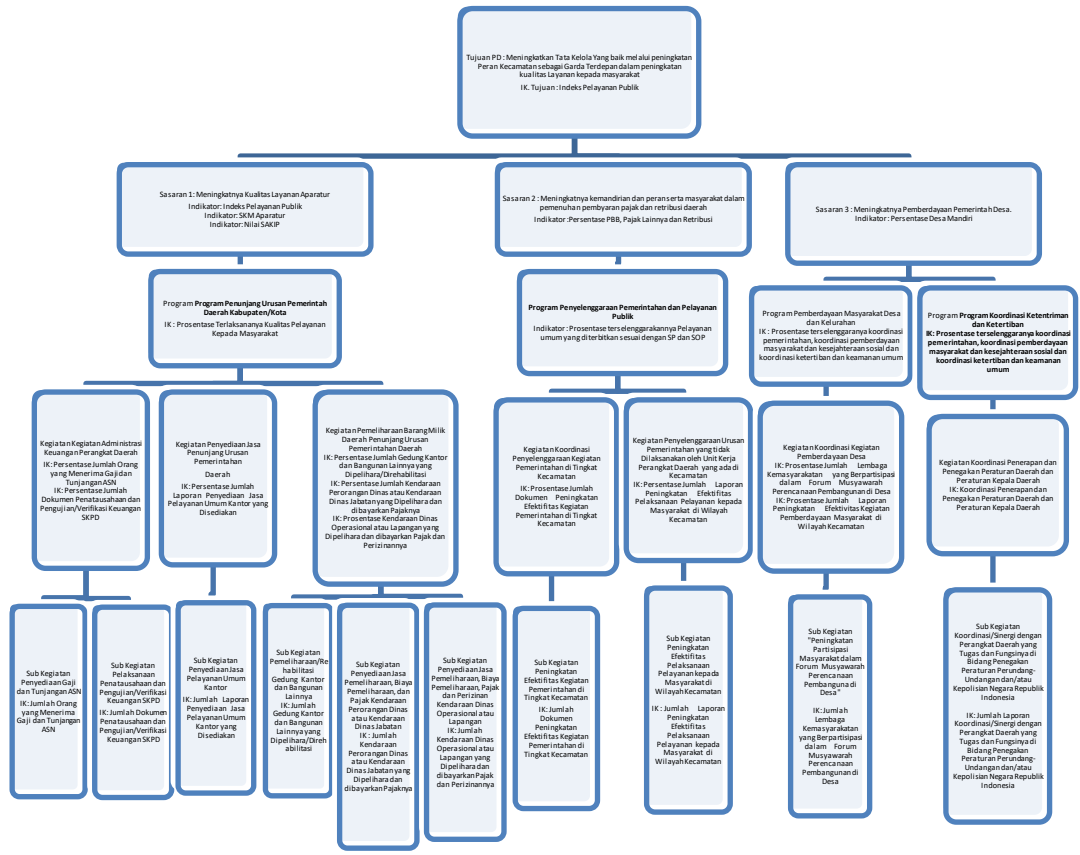 Tujuan PD : Meningkatkan Tata Kelola Yang baik melalui peningkatan
Peran Kecamatan sebagai Garda Terdepan dalam peningkatan
kualitas Layanan kepada masyarakat
IK. Tujuan : Indeks Pelayanan Publik
Sasaran 1 : Meningkatnya Kualitas Layanan Aparatur
Indikator: Indeks Pelayanan Publik
Indikator: SKM Aparatur
Indikator: Nilai SAKIP
Sasaran 2 : Meningkatnya kemandirian dan peran serta masyarakat dalam
pemenuhan pembyaran pajak dan retribusi daerah
Indikator :Persentase PBB, Pajak Lainnya dan Retribusi
Sasaran 3 : Meningkatnya Pemberdayaan Pemerintah Desa.
Indikator : Persentase Desa Mandiri
Program Program Penunjang Urusan Pemerintah
Daerah Kabupaten/Kota
IK : Prosentase Terlaksananya Kualitas Pelayanan
Kepada Masyarakat
Program Penyelenggaraan Pemerintahan dan Pelayanan
Publik
Indikator : Prosentase terselenggarakannya Pelayanan
umum yang diterbitkan sesuai dengan SP dan SOP
Program Pemberdayaan Masyarakat Desa
dan Kelurahan
IK : Prosentase terselenggaranya koordinasi
pemerintahan, koordinasi pemberdayaan
masyarakat dan kesejahteraan sosial dan
koordinasi ketertiban dan keamanan umum
Program Program Koordinasi Ketentriman
dan Ketertiban
IK: Prosentase terselenggaranya koordinasi
pemerintahan, koordinasi pemberdayaan
masyarakat dan kesejahteraan sosial dan
koordinasi ketertiban dan keamanan
umum
Kegiatan Kegiatan Administrasi
Keuangan Perangkat Daerah
IK: Persentase Jumlah Orang
yang Menerima Gaji dan
Tunjangan ASN
IK: Persentase Jumlah
Dokumen Penatausahaan dan
Pengujian/Verifikasi Keuangan
SKPD
Kegiatan Penyediaan Jasa
Penunjang Urusan
Pemerintahan
Daerah
IK: Persentase Jumlah
Laporan Penyediaan Jasa
Pelayanan Umum Kantor yang
Disediakan
Kegiatan Pemeliharaan Barang Milik
Daerah Penunjang Urusan
Pemerintahan Daerah
IK: Persentase Jumlah Gedung Kantor
dan Bangunan Lainnya yang
Dipelihara/Direhabilitasi
IK: Persentase Jumlah Kendaraan
Perorangan Dinas atau Kendaraan
Dinas Jabatan yang Dipelihara dan
dibayarkan Pajaknya
IK: Prosentase Kendaraan Dinas
Operasional atau Lapangan yang
Dipelihara dan dibayarkan Pajak dan
Perizinannya
Kegiatan Koordinasi
Penyelenggaraan Kegiatan
Pemerintahan di Tingkat
Kecamatan
IK: Prosentase Jumlah
Dokumen Peningkatan
Efektifitas Kegiatan
Pemerintahan di Tingkat
Kecamatan
Kegiatan Penyelenggaraan Urusan
Pemerintahan yang tidak
Dilaksanakan oleh Unit Kerja
Perangkat Daerah yang ada di
Kecamatan
IK: Persentase Jumlah Laporan
Peningkatan Efektifitas
Pelaksanaan Pelayanan kepada
Masyarakat di Wilayah
Kecamatan
Kegiatan Koordinasi Kegiatan
Pemberdayaan Desa
IK: Prosentase Jumlah Lembaga
Kemasyarakatan yang Berpartisipasi
dalam Forum Musyawarah
Perencanaan Pembangunan di Desa
IK: Prosentase Jumlah Laporan
Peningkatan Efektivitas Kegiatan
Pemberdayaan Masyarakat di
Wilayah Kecamatan
Kegiatan Koordinasi Penerapan dan
Penegakan Peraturan Daerah dan
Peraturan Kepala Daerah
IK: Koordinasi Penerapan dan
Penegakan Peraturan Daerah dan
Peraturan Kepala Daerah
Sub Kegiatan
Penyediaan Gaji
dan Tunjangan ASN
IK: Jumlah Orang
yang Menerima
Gaji dan Tunjangan
ASN
Sub Kegiatan
Pelaksanaan
Penatausahaan dan
Pengujian/Verifikasi
Keuangan SKPD
IK: Jumlah Dokumen
Penatausahaan dan
Pengujian/Verifikasi
Keuangan SKPD
Sub Kegiatan
Penyediaan Jasa
Pelayanan Umum
Kantor
IK: Jumlah Laporan
Penyediaan Jasa
Pelayanan Umum
Kantor yang
Disediakan
Sub Kegiatan
Pemeliharaan/Re
habilitasi
Gedung Kantor
dan Bangunan
Lainnya
IK: Jumlah
Gedung Kantor
dan Bangunan
Lainnya yang
Dipelihara/Direh
abilitasi
Sub Kegiatan
Penyediaan Jasa
Pemeliharaan, Biaya
Pemeliharaan, dan
Pajak Kendaraan
Perorangan Dinas
atau Kendaraan
Dinas Jabatan
IK : Jumlah
Kendaraan
Perorangan Dinas
atau Kendaraan
Dinas Jabatan yang
Dipelihara dan
dibayarkan Pajaknya
Sub Kegiatan
Penyediaan Jasa
Pemeliharaan, Biaya
Pemeliharaan, Pajak
dan Perizinan
Kendaraan Dinas
Operasional atau
Lapangan
IK: Jumlah
Kendaraan Dinas
Operasional atau
Lapangan yang
Dipelihara dan
dibayarkan Pajak
dan Perizinannya
Sub Kegiatan
Peningkatan
Efektifitas Kegiatan
Pemerintahan di
Tingkat Kecamatan
IK: Jumlah
Dokumen
Peningkatan
Efektifitas Kegiatan
Pemerintahan di
Tingkat Kecamatan
Sub Kegiatan
Peningkatan
Efektifitas
Pelaksanaan
Pelayanan kepada
Masyarakat di
Wilayah Kecamatan
IK : Jumlah Laporan
Peningkatan
Efektifitas
Pelaksanaan
Pelayanan kepada
Masyarakat di
Wilayah Kecamatan
Sub Kegiatan
"Peningkatan
Partisipasi
Masyarakat dalam
Forum Musyawarah
Perencanaan
Pembanguna di
Desa"
IK: Jumlah
Lembaga
Kemasyarakatan
yang Berpartisipasi
dalam Forum
Musyawarah
Perencanaan
Pembangunan di
Desa
Sub Kegiatan
Koordinasi/Sinergi dengan
Perangkat Daerah yang
Tugas dan Fungsinya di
Bidang Penegakan
Peraturan Perundang-
Undangan dan/atau
Kepolisian Negara Republik
Indonesia
IK: Jumlah Laporan
Koordinasi/Sinergi dengan
Perangkat Daerah yang
Tugas dan Fungsinya di
Bidang Penegakan
Peraturan Perundang-
Undangan dan/atau
Kepolisian Negara Republik
Indonesia